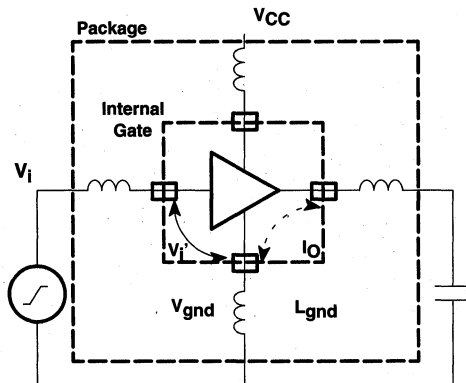 VCC
Package
Internal
Gate
Vi
Vi'
IO
Vgnd
Lgnd